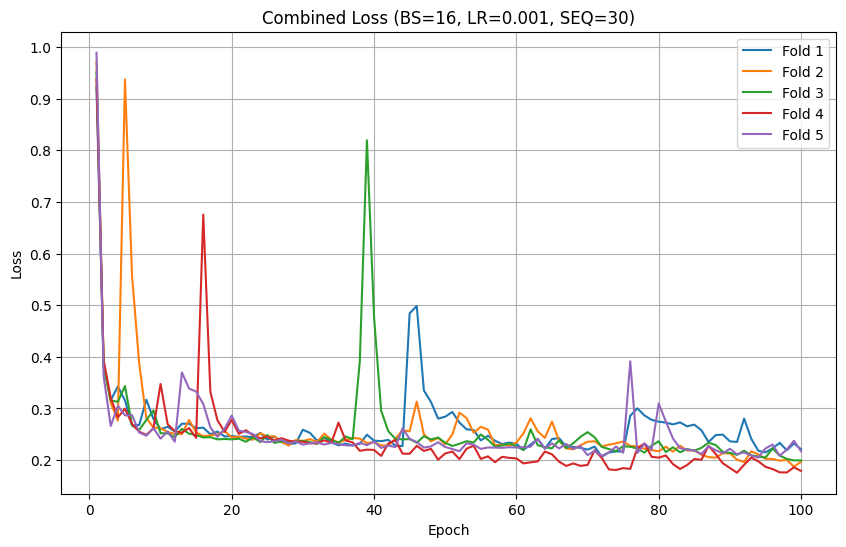 Combined Loss (BS=16, LR=0.001, SEQ=30)
Fold 1
Fold 2
Fold 3
Fold 4
Fold 5
1.0
0.9
0.8
0.7
0.6
0.5
0.4
0.3
0.2
Loss
0 20 40 60 80 100
Epoch